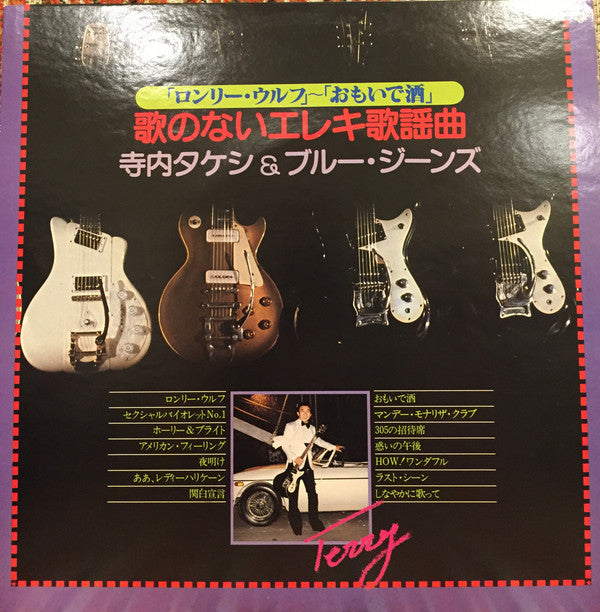 「ロンリー・ウルフ」~「おもいで酒」
歌のないエレキ歌謡曲
寺内タケシ&ブルー・ジーンズ
ロンリー・ウルフ
セクシャルバイオレットNo.1
ホーリー&ブライト
アメリカン・フィーリング
夜明け
ああ、レディーハリケーン
関白宣言
おもいで酒
マンデー・モナリザ・クラブ
305の招待席
惑いの午後
HOW!ワンダフル
ラスト・シーン
しなやかに歌って
Terry